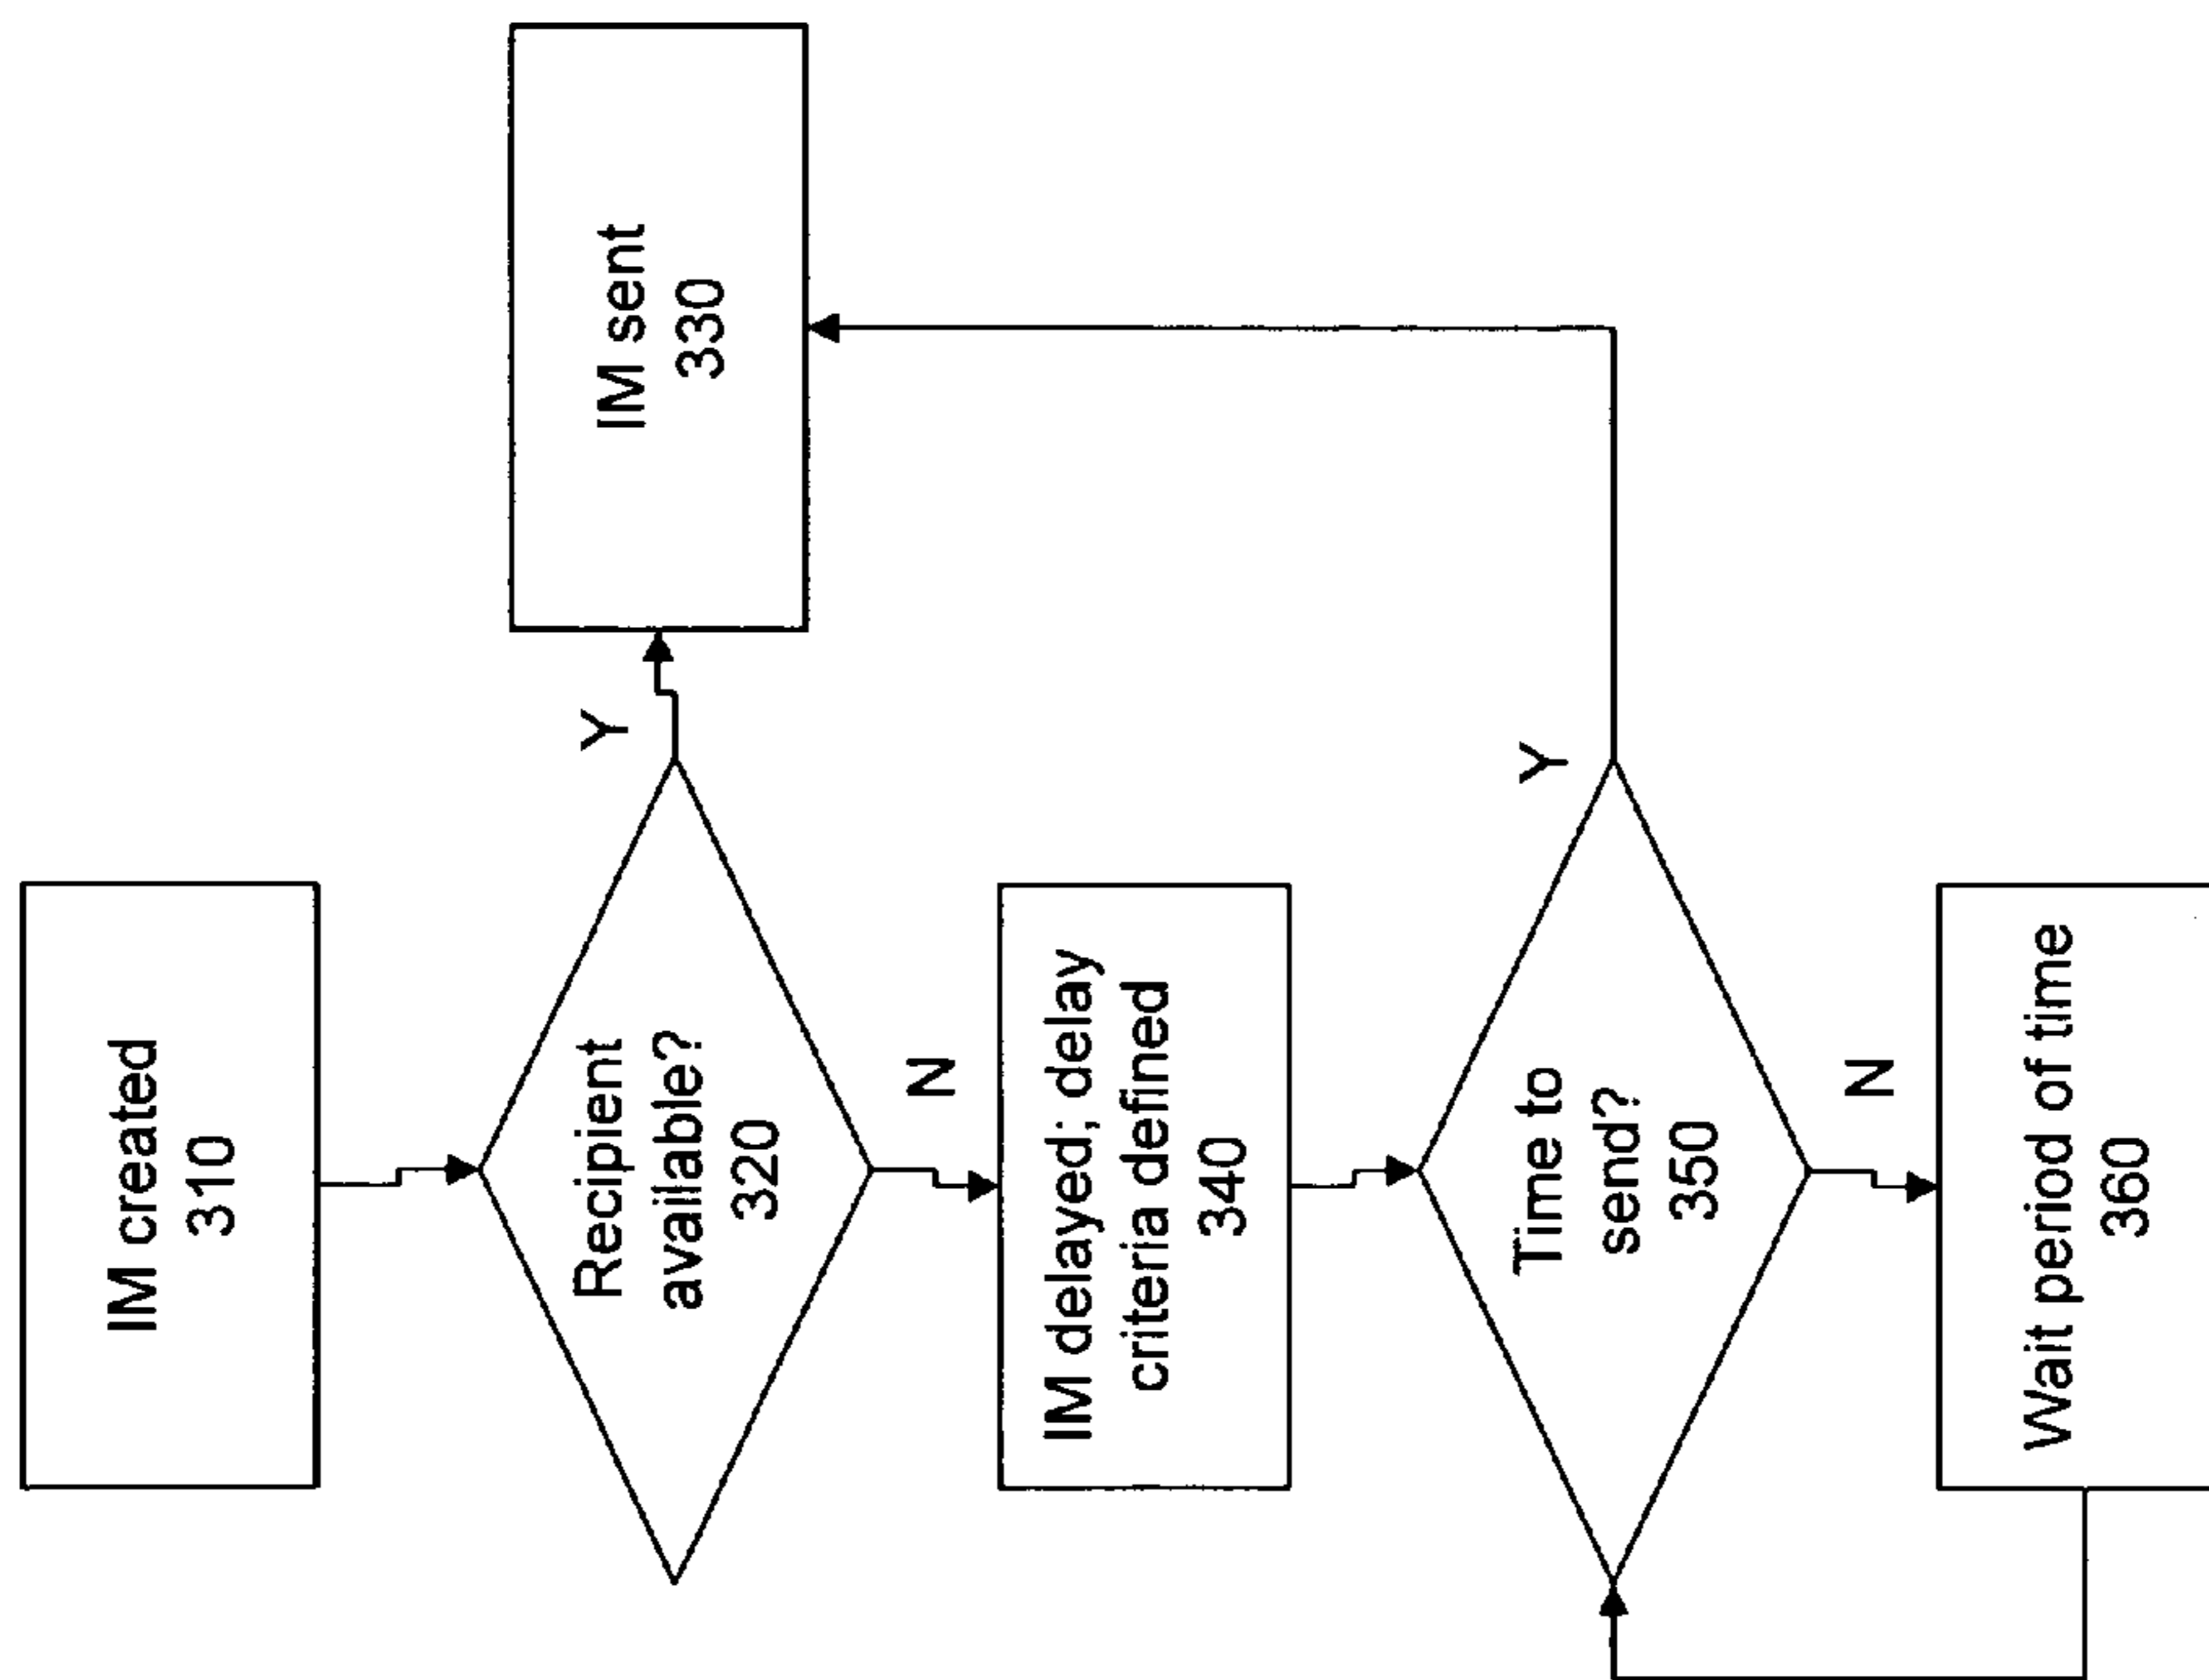 IM created
310
Recipient
available?
320
Y
IM sent
330
N
IM delayed; delay
criteria defined
340
Time to
send?
350
Y
N
Wait period of time
360